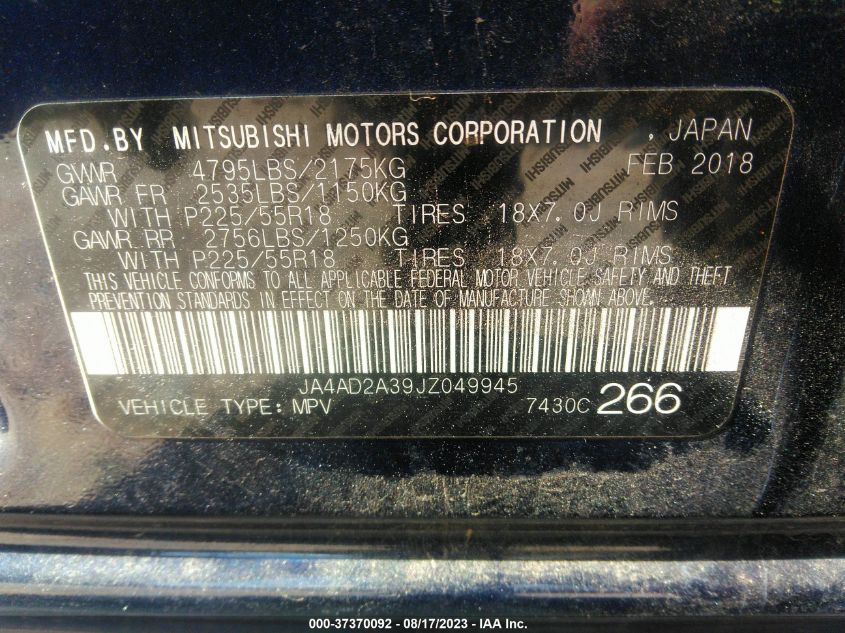 MFD.BY MITSUBISHI MOTORS CORPORATION , JAPAN
GVWR 4795LBS/2175KG FEB 2018
GAWR FR 2535LBS/1150KG
WITH P225/55R18 TIRES 18X7.0J RIMS
GAWR RR 2756LBS/1250KG
WITH P225/55R18 TIRES 18X7.0J RIMS
THIS VEHICLE CONFORMS TO ALL APPLICABLE FEDERAL MOTOR VEHICLE SAFETY AND THEFT
PREVENTION STANDARDS IN EFFECT ON THE DATE OF MANUFACTURE SHOWN ABOVE.
JA4AD2A39JZ049945
VEHICLE TYPE: MPV 7430C 266
000-37370092 - 08/17/2023 - IAA Inc.